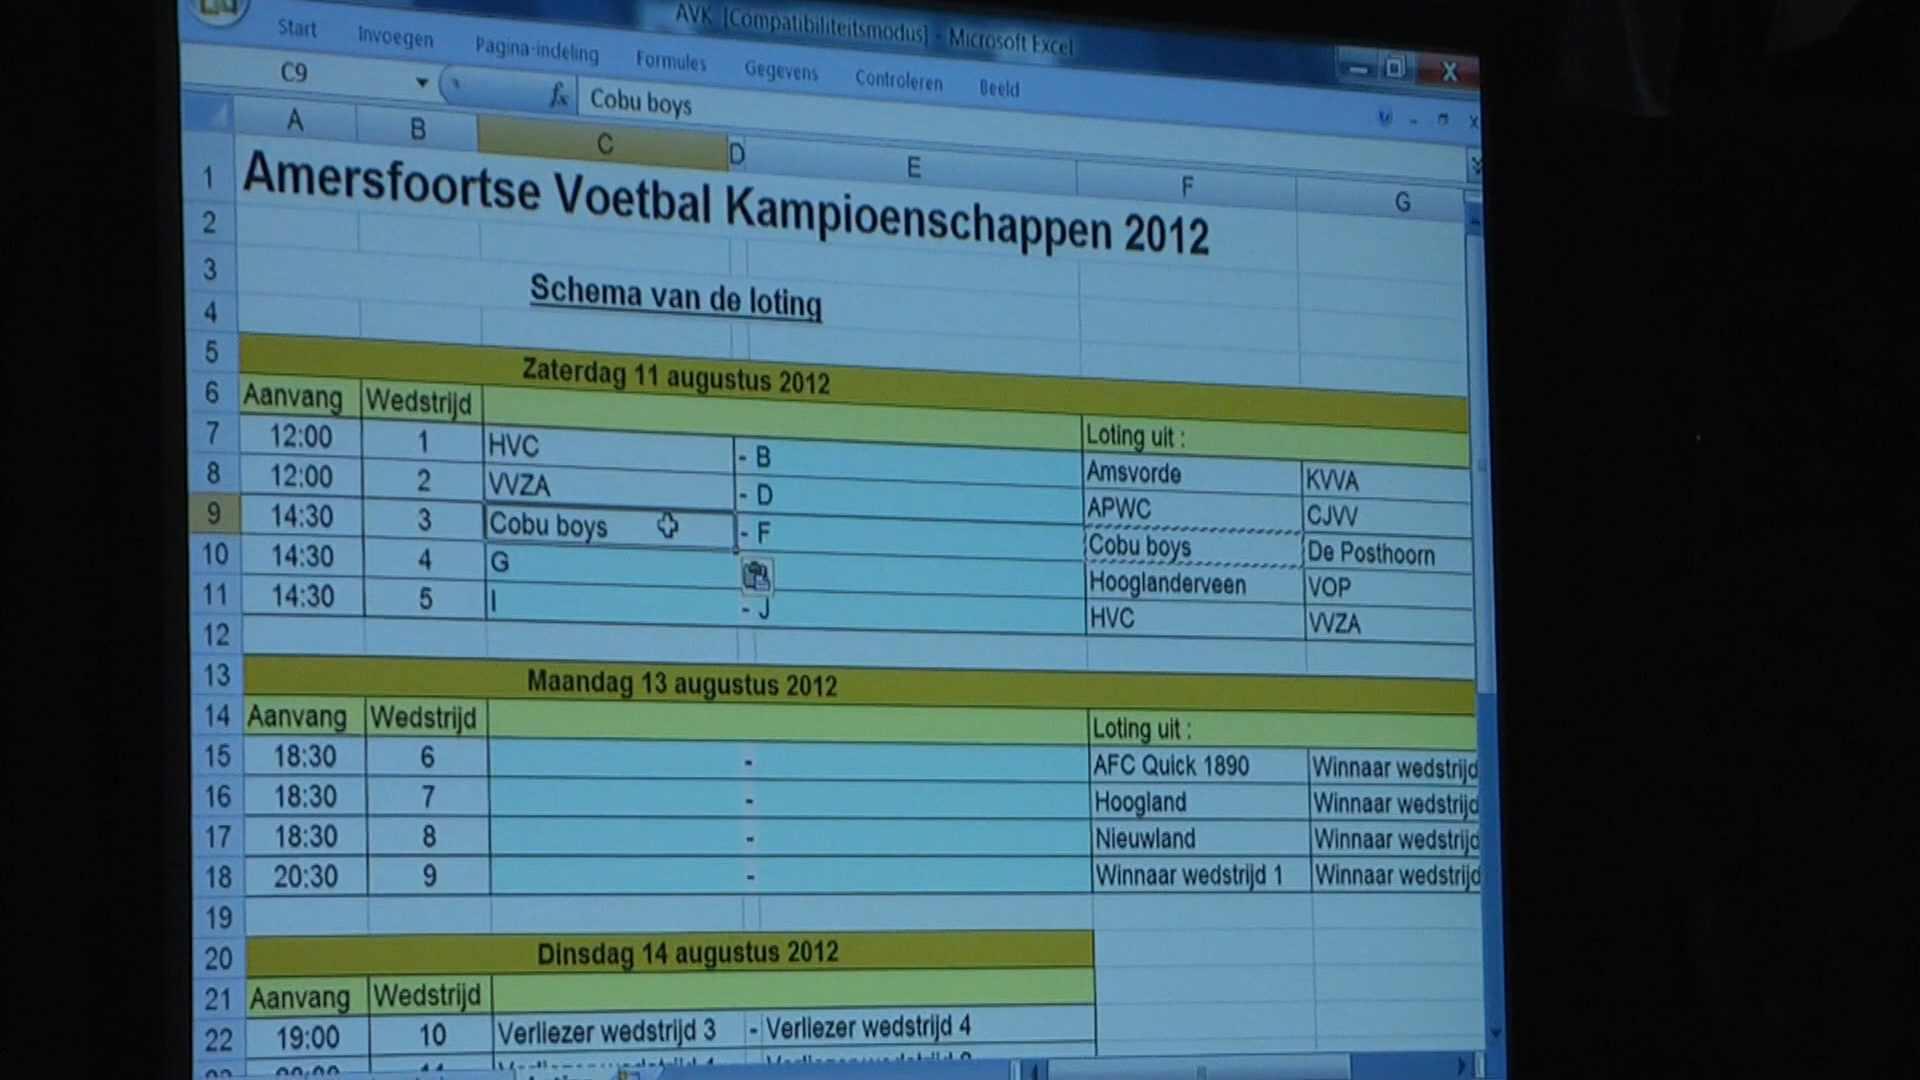 AVK [Compatibiliteitsmodus] - Microsoft Excel
Start Invoegen Pagina-indeling Formules Gegevens Controleren Beeld
C9 fx Cobu boys
A B C D E F G
1 Amersfoortse Voetbal Kampioenschappen 2012
2
3 Schema van de loting
4
5 Zaterdag 11 augustus 2012
6 Aanvang Wedstrijd Loting uit :
7 12:00 1 HVC - B Amsvorde KVVA
8 12:00 2 VVZA - D APWC CJVV
9 14:30 3 Cobu boys - F Cobu boys De Posthoorn
10 14:30 4 G Hooglanderveen VOP
11 14:30 5 I - J HVC VVZA
12
13 Maandag 13 augustus 2012
14 Aanvang Wedstrijd Loting uit :
15 18:30 6 - AFC Quick 1890 Winnaar wedstrijd
16 18:30 7 - Hoogland Winnaar wedstrijd
17 18:30 8 - Nieuwland Winnaar wedstrijd
18 20:30 9 - Winnaar wedstrijd 1 Winnaar wedstrijd
19
20 Dinsdag 14 augustus 2012
21 Aanvang Wedstrijd
22 19:00 10 Verliezer wedstrijd 3 - Verliezer wedstrijd 4